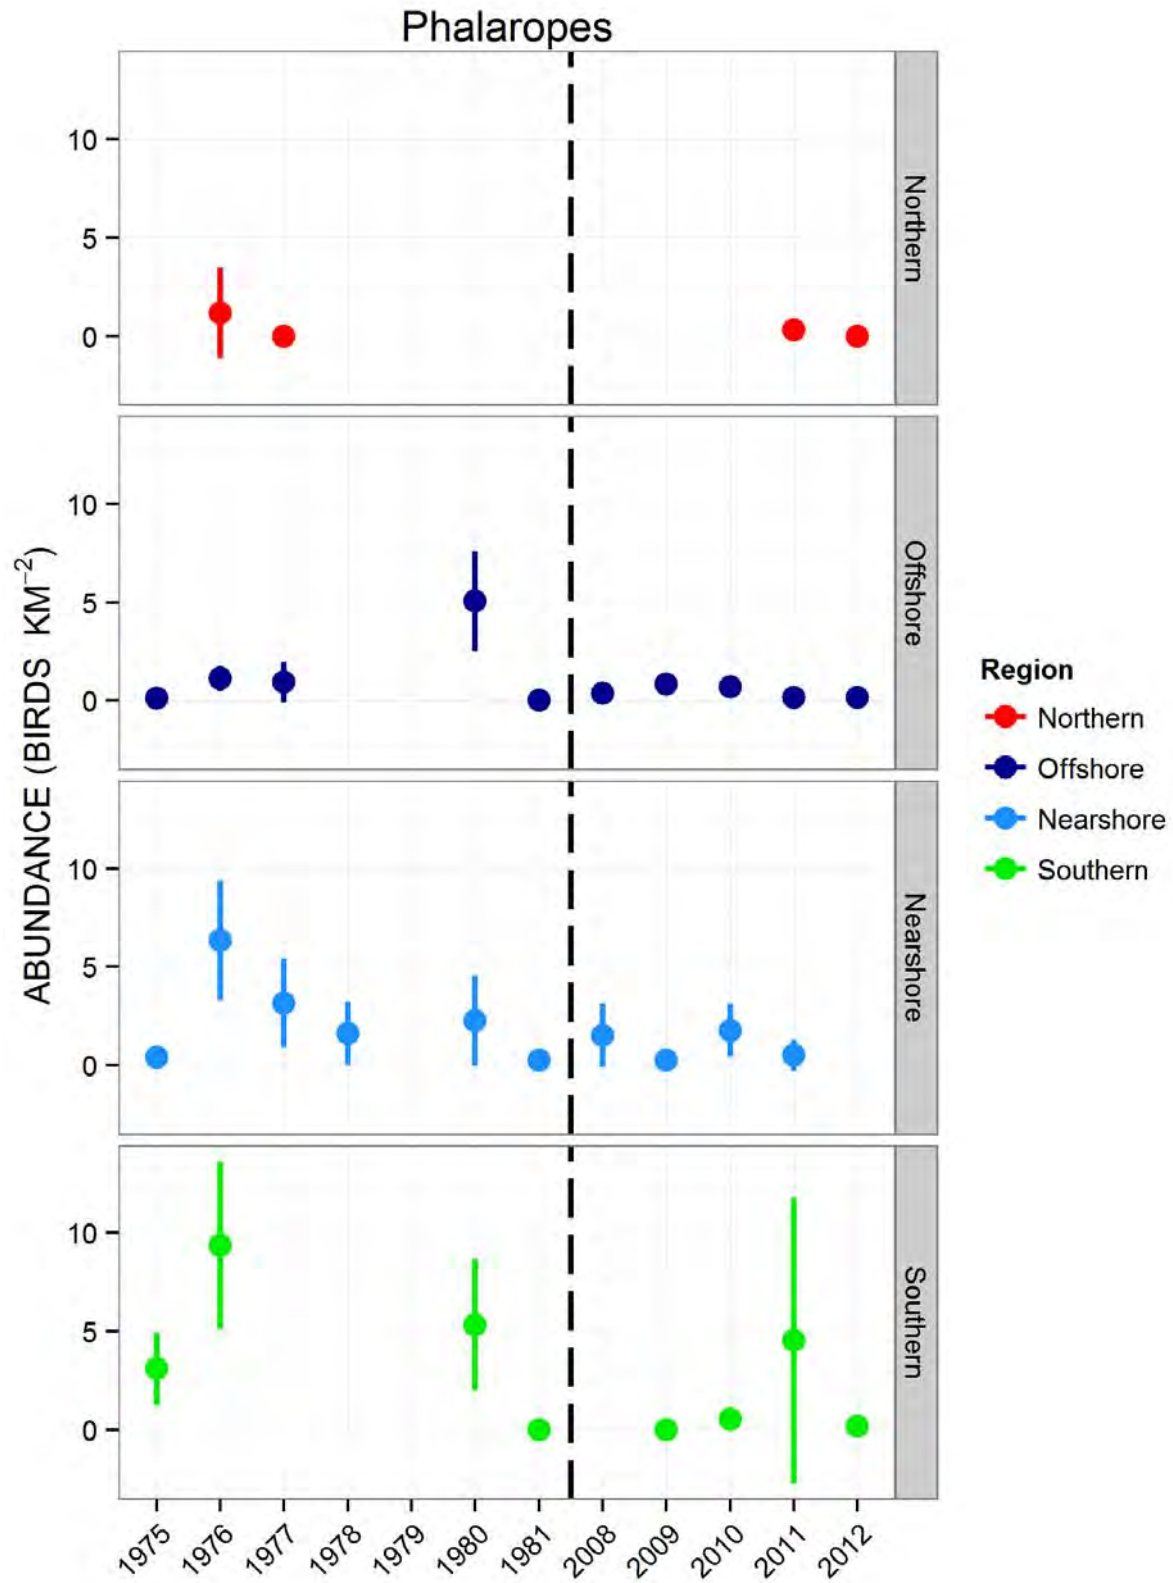 Phalaropes
ABUNDANCE (BIRDS KM⁻²)
10
5
0
Northern
10
5
0
Offshore
10
5
0
Nearshore
10
5
0
Southern
1975
1976
1977
1978
1979
1980
1981
2008
2009
2010
2011
2012
Region
Northern
Offshore
Nearshore
Southern